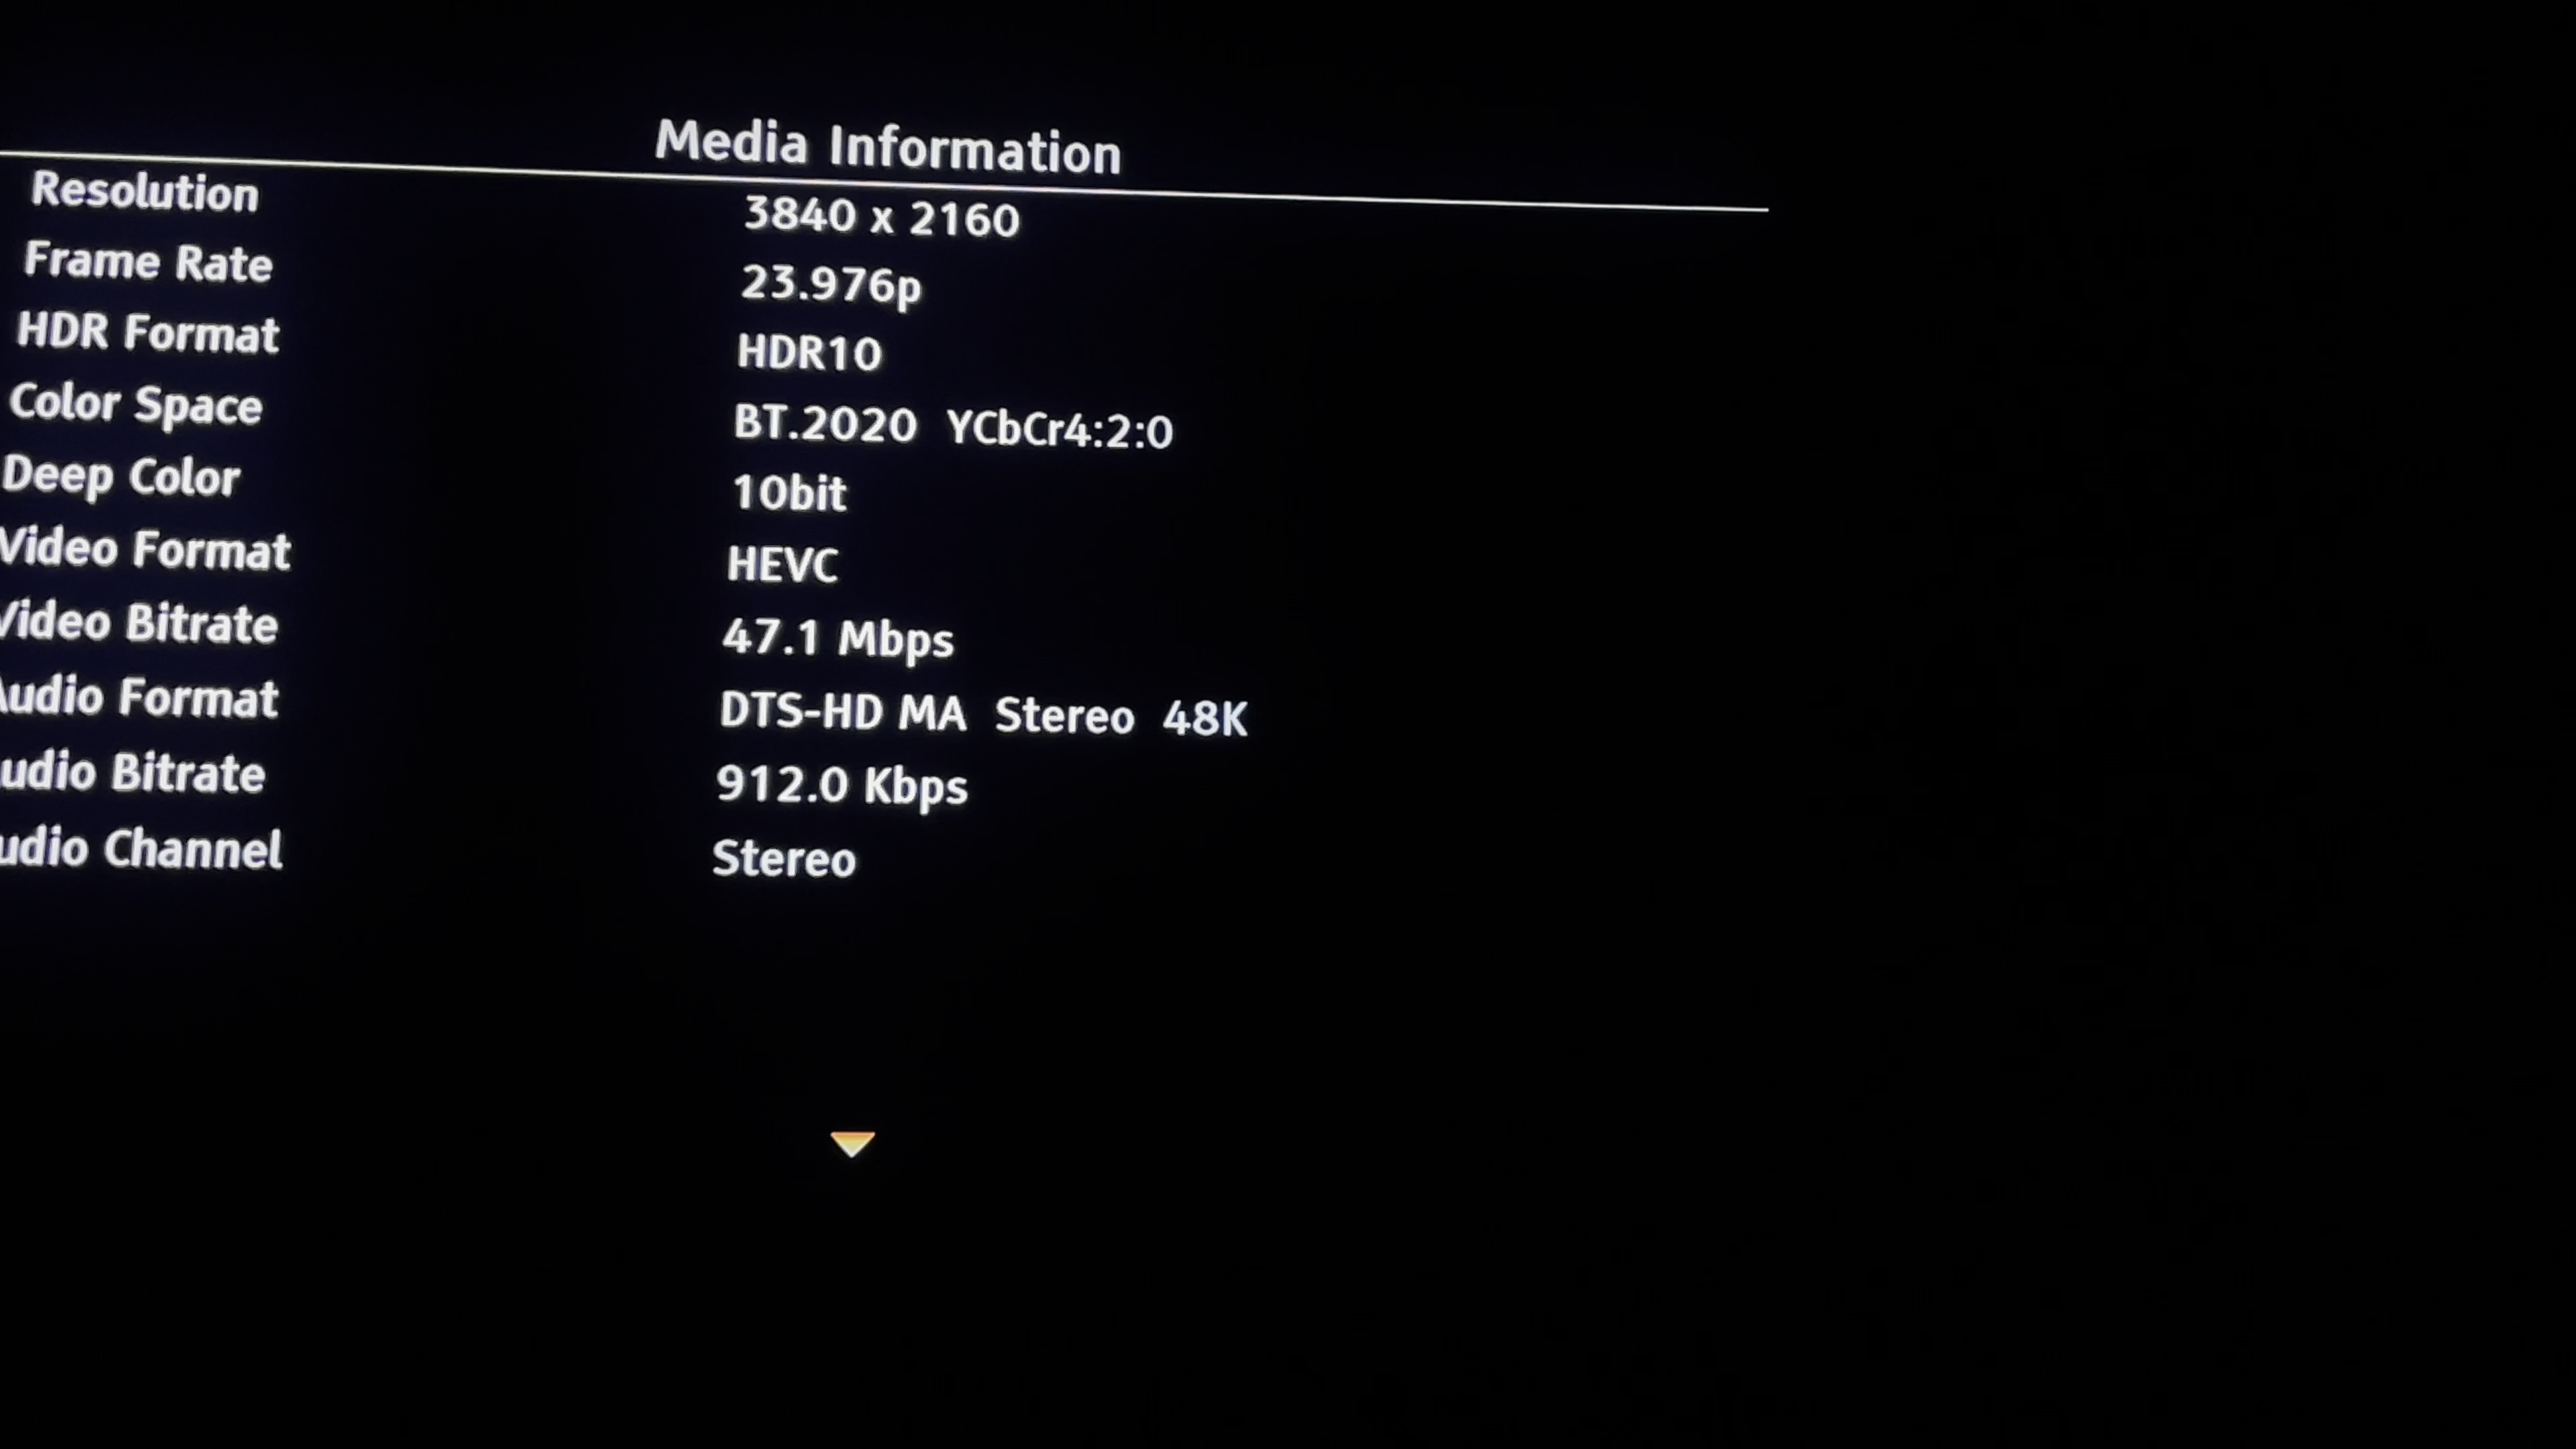 Media Information
Resolution 3840 x 2160
Frame Rate 23.976p
HDR Format HDR10
Color Space BT.2020 YCbCr4:2:0
Deep Color 10bit
Video Format HEVC
Video Bitrate 47.1 Mbps
Audio Format DTS-HD MA Stereo 48K
udio Bitrate 912.0 Kbps
udio Channel Stereo